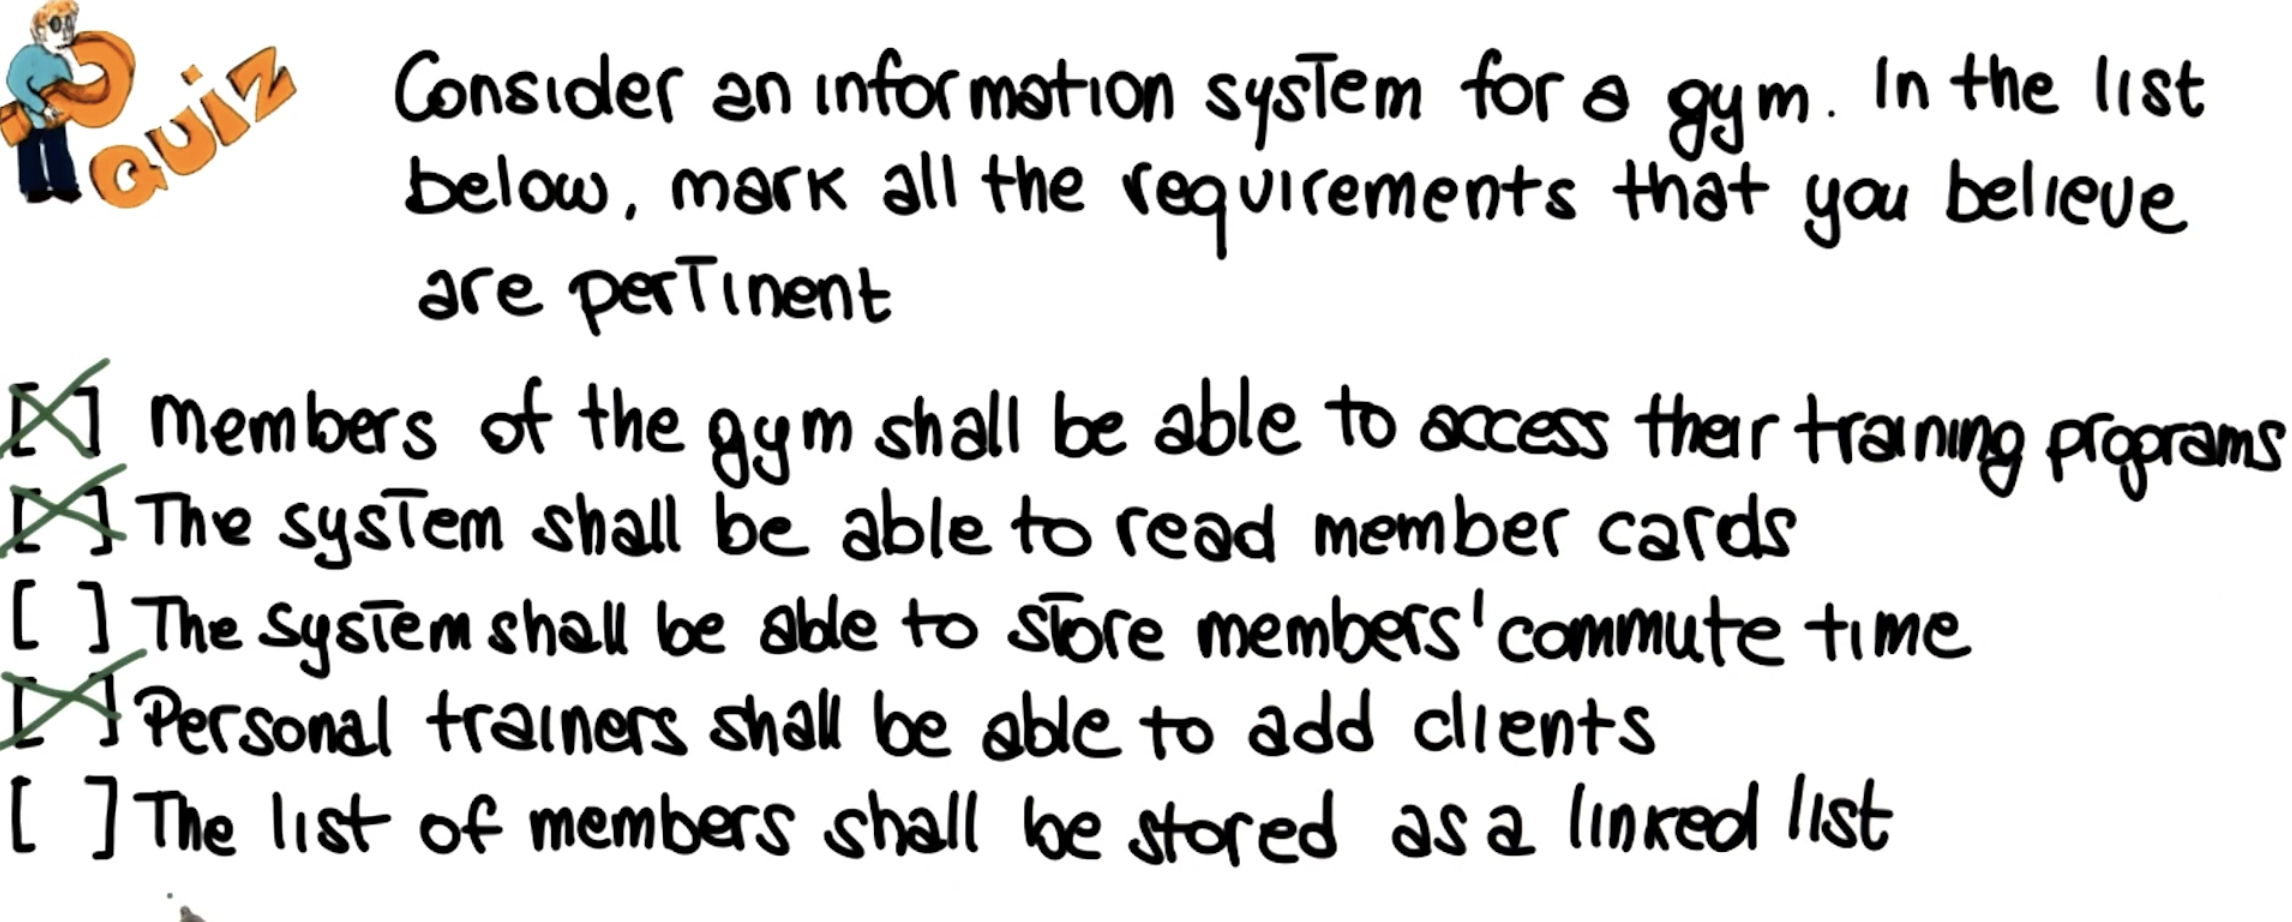 QUIZ
Consider an information system for a gym. In the list
below, mark all the requirements that you believe
are pertinent
[X] Members of the gym shall be able to access their training programs
[X] The system shall be able to read member cards
[ ] The system shall be able to store members' commute time
[X] Personal trainers shall be able to add clients
[ ] The list of members shall be stored as a linked list